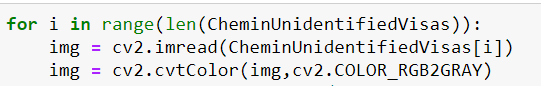 for i in range(len(CheminUnidentifiedVisas)):
    img = cv2.imread(CheminUnidentifiedVisas[i])
    img = cv2.cvtColor(img,cv2.COLOR_RGB2GRAY)